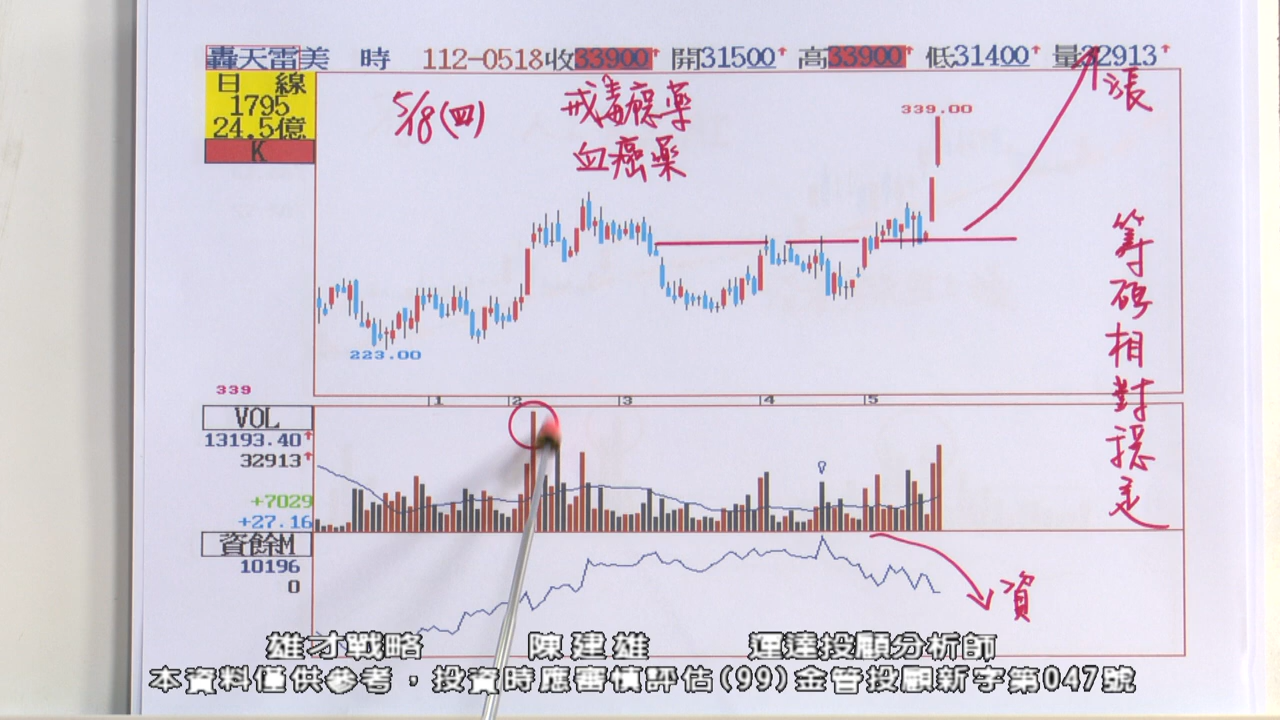 轟天雷美 時 112-0518收33900↑ 開31500↑ 高33900↑ 低31400↑ 量32913↑
日 線
1795
24.5億
K
5/18(四)
戒毒癮藥
血癌藥
339.00
漲
籌碼相對穩定
223.00
339
1 2 3 4 5
VOL
13193.40↑
32913↑
+7029
+27.16
資餘M
10196
0
資
雄才戰略 陳建雄 運達投顧分析師
本資料僅供參考，投資時應審慎評估(99)金管投顧新字第047號